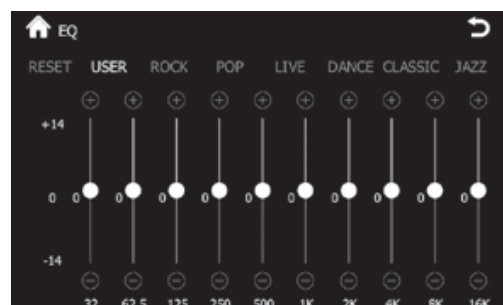 EQ
RESET USER ROCK POP LIVE DANCE CLASSIC JAZZ
+14
0 0 0 0 0 0 0 0 0 0 0
-14
32 62.5 125 250 500 1K 2K 4K 8K 16K